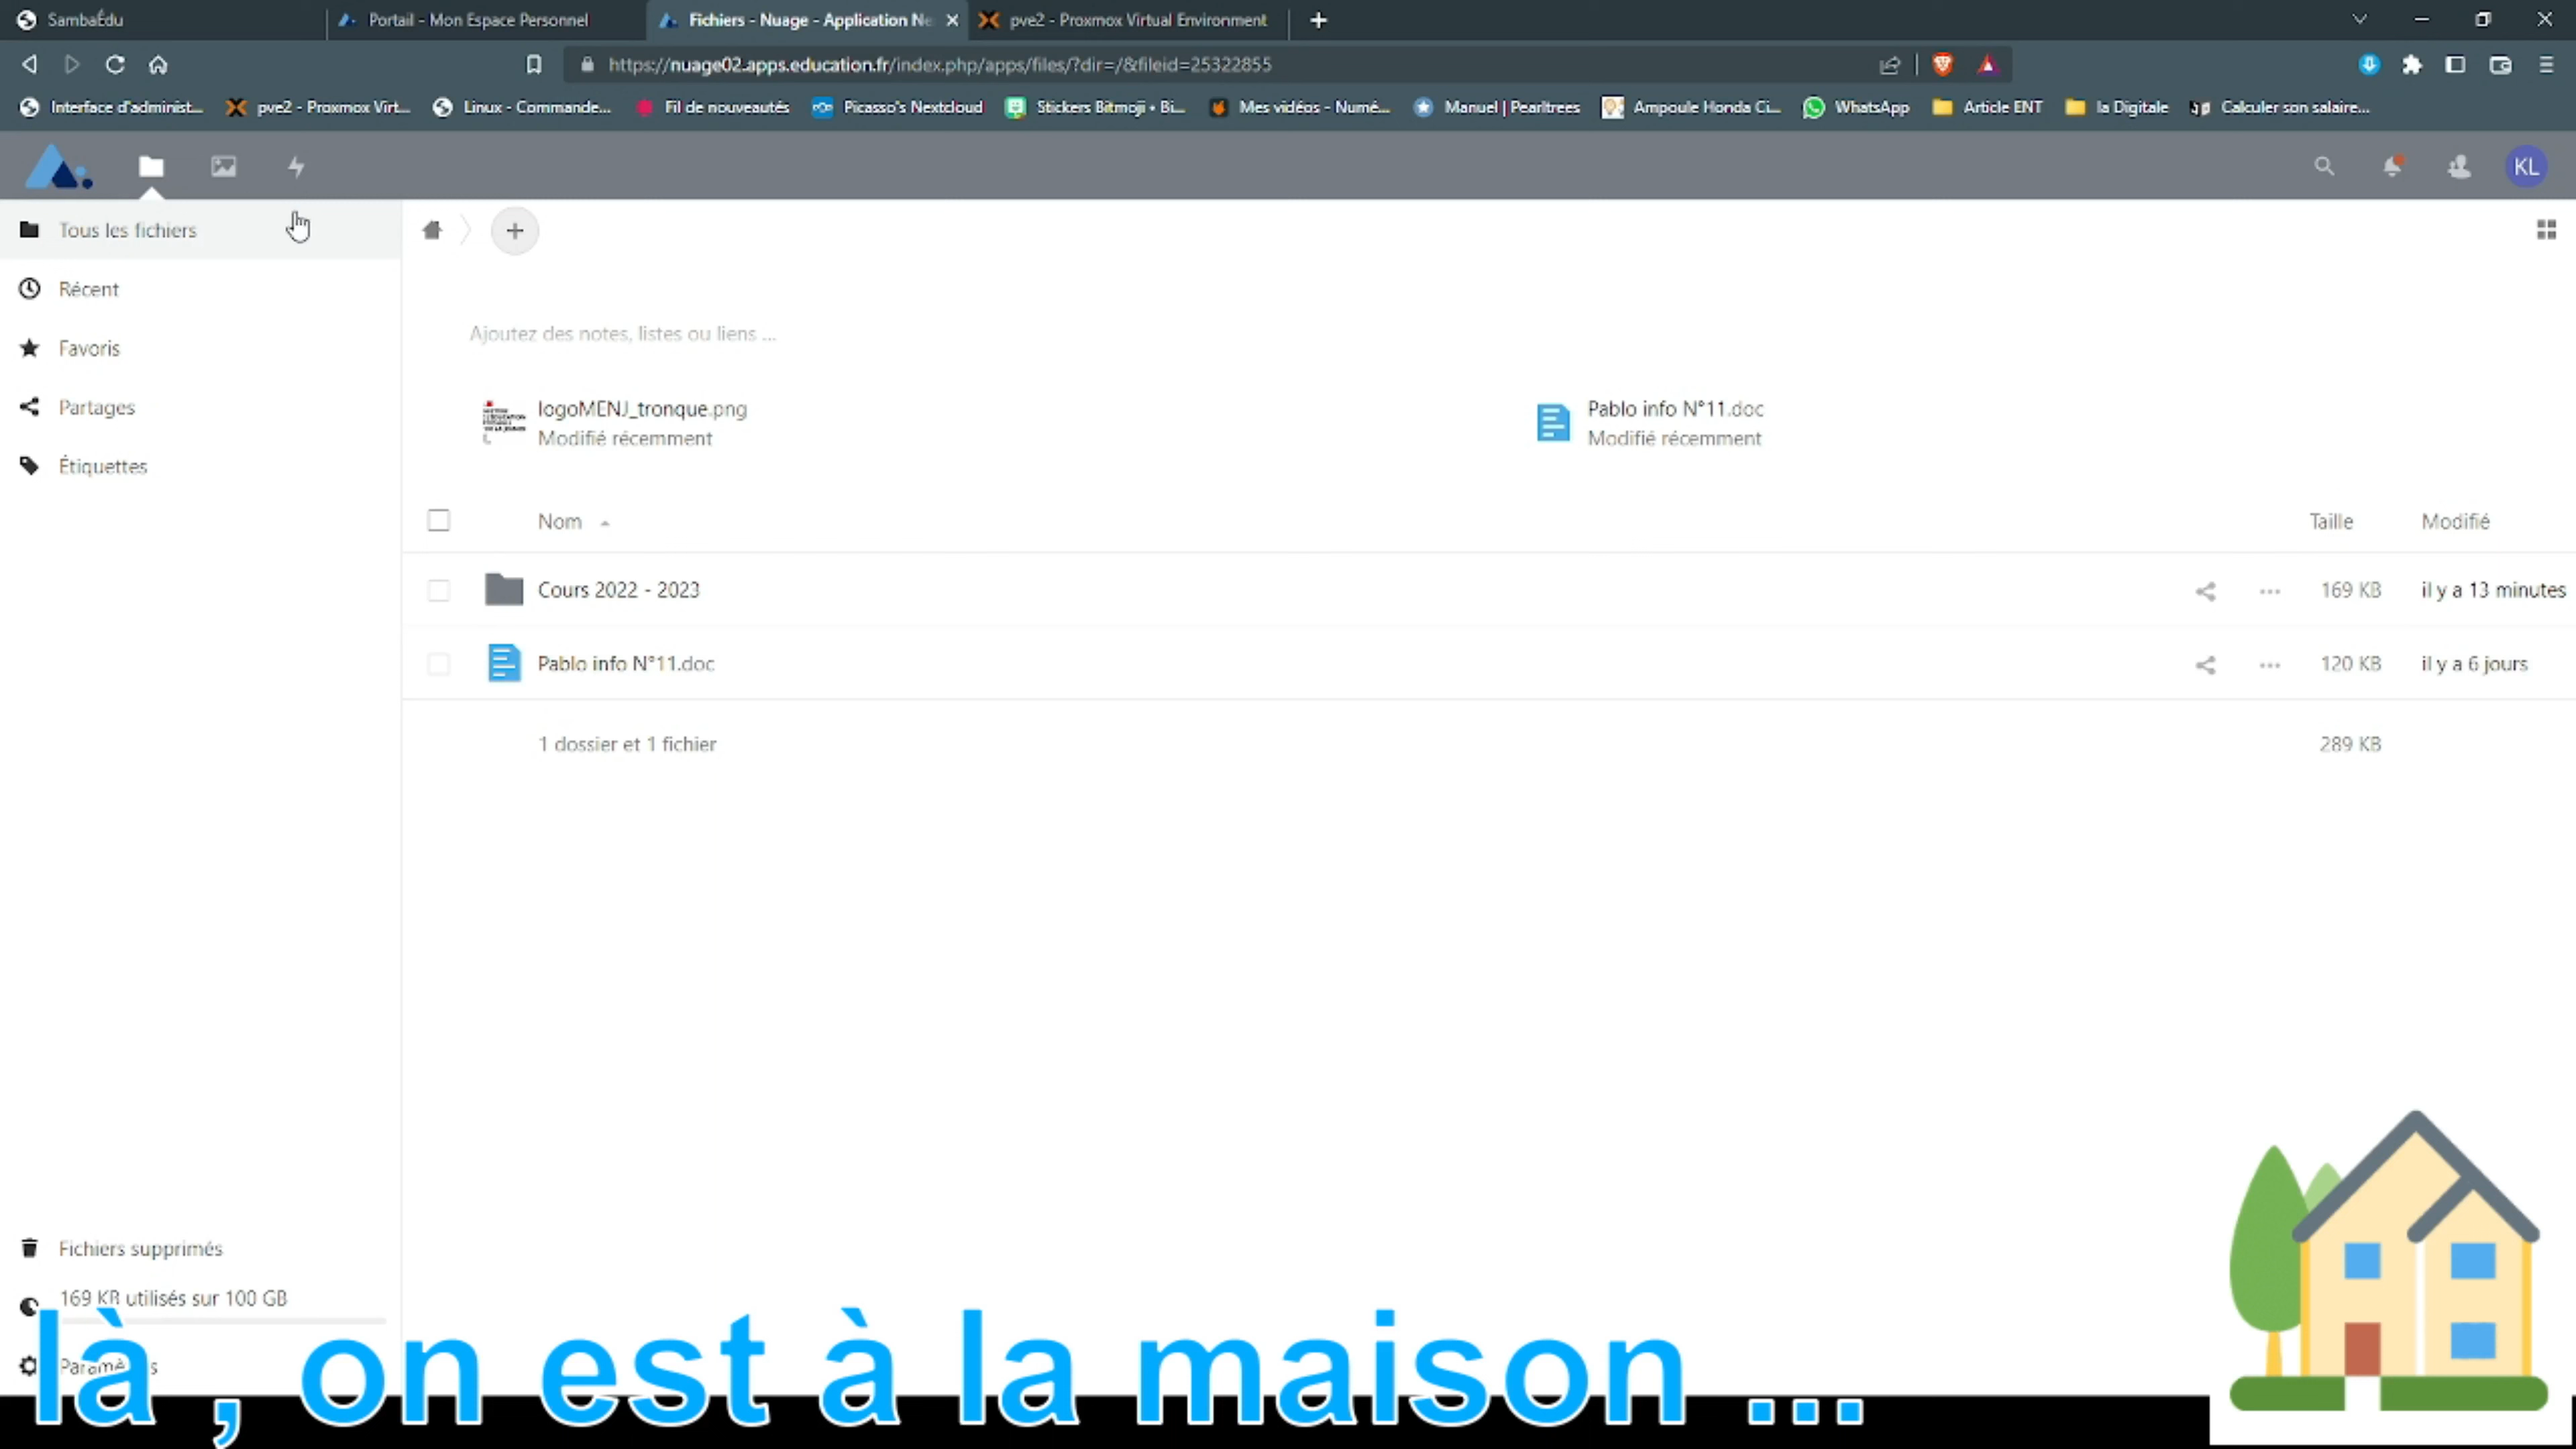 SambaÉdu
Portail - Mon Espace Personnel
Fichiers - Nuage - Application Ne
pve2 - Proxmox Virtual Environment
https://nuage02.apps.education.fr/index.php/apps/files/?dir=/&fileid=25322855
Interface d'administ...
pve2 - Proxmox Virt...
Linux - Commande...
Fil de nouveautés
Picasso's Nextcloud
Stickers Bitmoji • Bi...
Mes vidéos - Numé...
Manuel | Pearltrees
Ampoule Honda Ci...
WhatsApp
Article ENT
la Digitale
Calculer son salaire...
KL
Tous les fichiers
Récent
Favoris
Partages
Étiquettes
Ajoutez des notes, listes ou liens ...
logoMENJ_tronque.png
Modifié récemment
Pablo info N°11.doc
Modifié récemment
Nom
Taille
Modifié
Cours 2022 - 2023
169 KB
il y a 13 minutes
Pablo info N°11.doc
120 KB
il y a 6 jours
1 dossier et 1 fichier
289 KB
Fichiers supprimés
169 KB utilisés sur 100 GB
Paramètres
là , on est à la maison ...